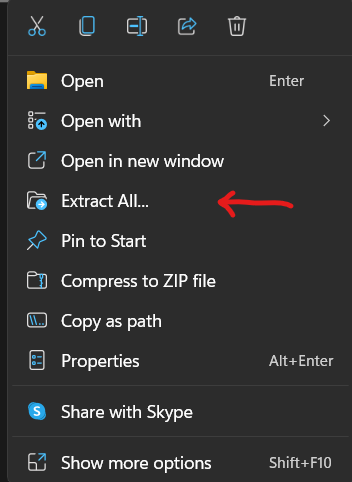 Open Enter
Open with
Open in new window
Extract All...
Pin to Start
Compress to ZIP file
Copy as path
Properties Alt+Enter
Share with Skype
Show more options Shift+F10